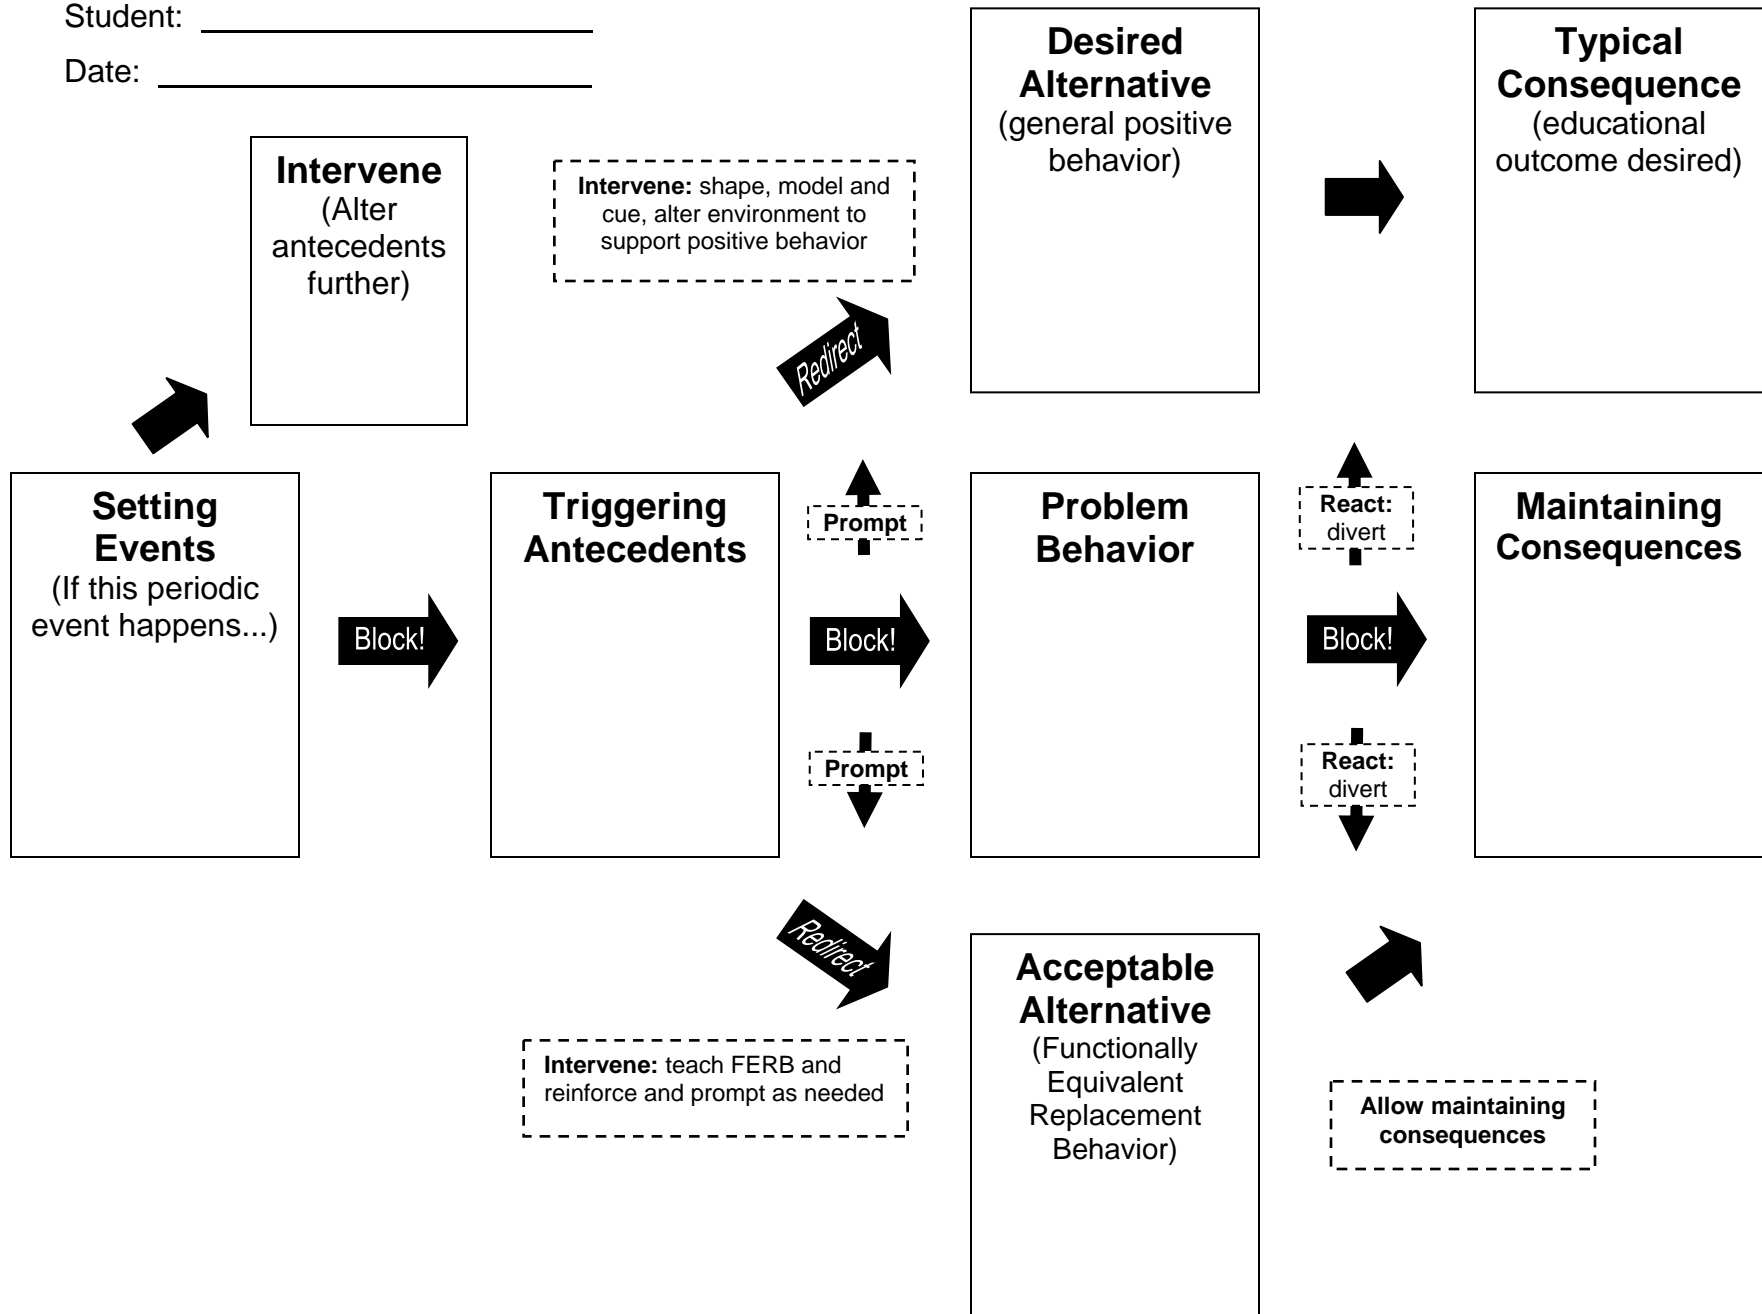 Student:
Date:
Desired
Alternative
(general positive
behavior)
Typical
Consequence
(educational
outcome desired)
Intervene
(Alter
antecedents
further)
Intervene: shape, model and
cue, alter environment to
support positive behavior
Redirect
Setting
Events
(If this periodic
event happens...)
Block!
Triggering
Antecedents
Prompt
Block!
Prompt
Problem
Behavior
React:
divert
Block!
React:
divert
Maintaining
Consequences
Redirect
Intervene: teach FERB and
reinforce and prompt as needed
Acceptable
Alternative
(Functionally
Equivalent
Replacement
Behavior)
Allow maintaining
consequences